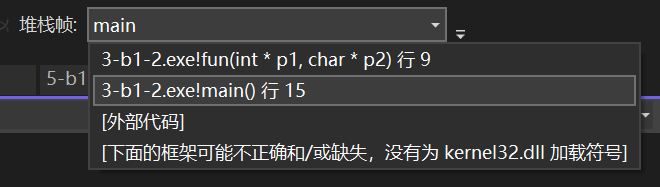 堆栈帧: main
3-b1-2.exe!fun(int * p1, char * p2) 行 9
5-b1
3-b1-2.exe!main() 行 15
[外部代码]
[下面的框架可能不正确和/或缺失，没有为 kernel32.dll 加载符号]